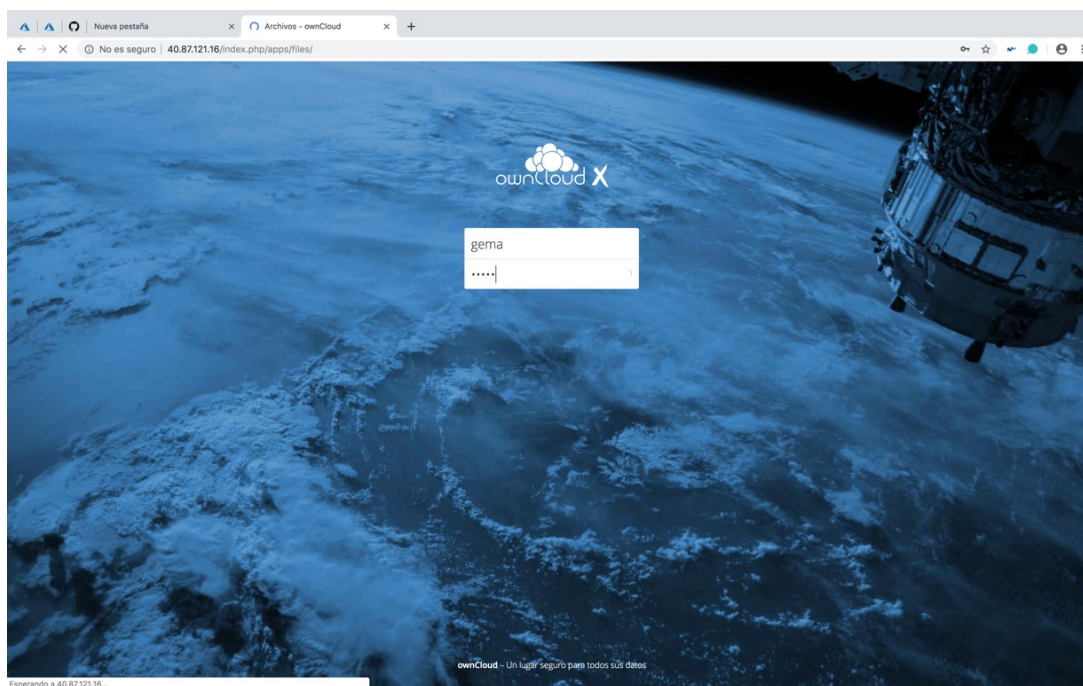 Nueva pestaña
Archivos - ownCloud
No es seguro | 40.87.121.16/index.php/apps/files/
ownCloud X
gema
•••••
ownCloud – Un lugar seguro para todos sus datos
Esperando a 40.87.121.16...